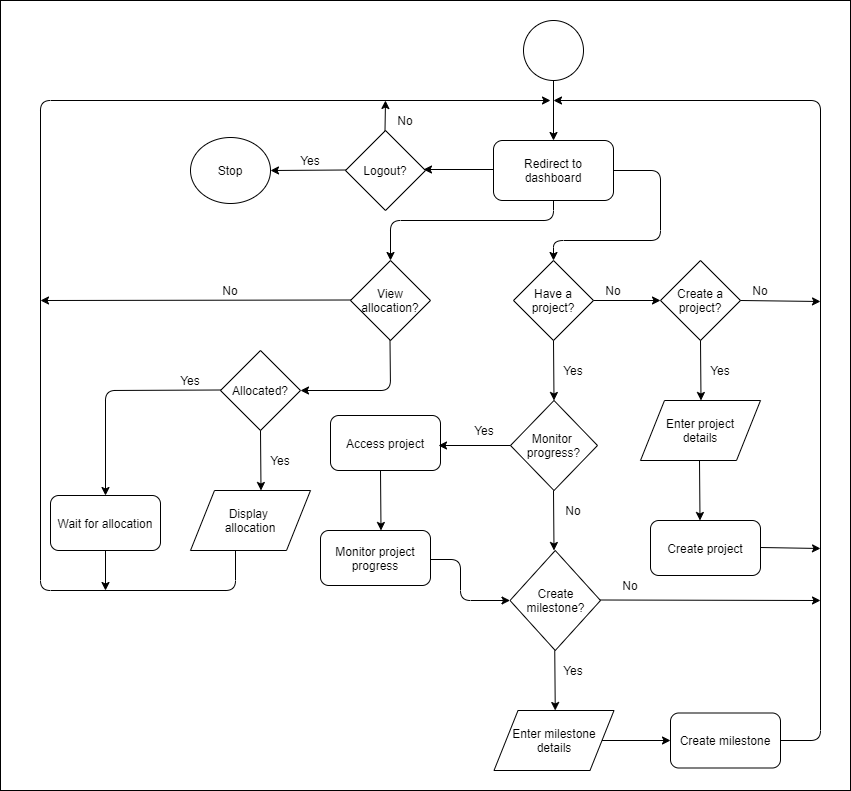 No
Stop
Yes
Logout?
Redirect to
dashboard
No
View
allocation?
Have a
project?
No
Create a
project?
No
Yes
Allocated?
Yes
Yes
Yes
Access project
Yes
Monitor
progress?
Enter project
details
Yes
Wait for allocation
Display
allocation
No
Monitor project
progress
Create project
Create
milestone?
No
Yes
Enter milestone
details
Create milestone